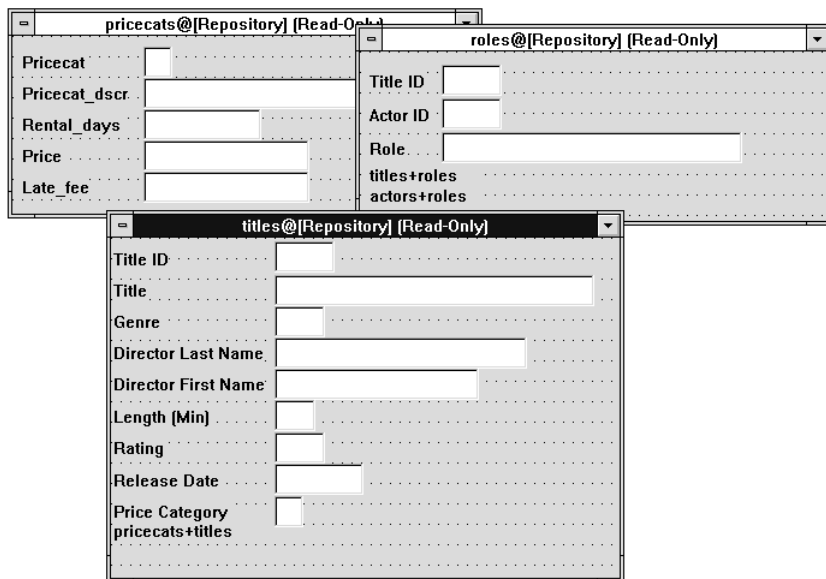 pricecats@[Repository] (Read-Only)
Pricecat
Pricecat_dscr
Rental_days
Price
Late_fee
roles@[Repository] (Read-Only)
Title ID
Actor ID
Role
titles+roles
actors+roles
titles@[Repository] (Read-Only)
Title ID
Title
Genre
Director Last Name
Director First Name
Length (Min)
Rating
Release Date
Price Category
pricecats+titles